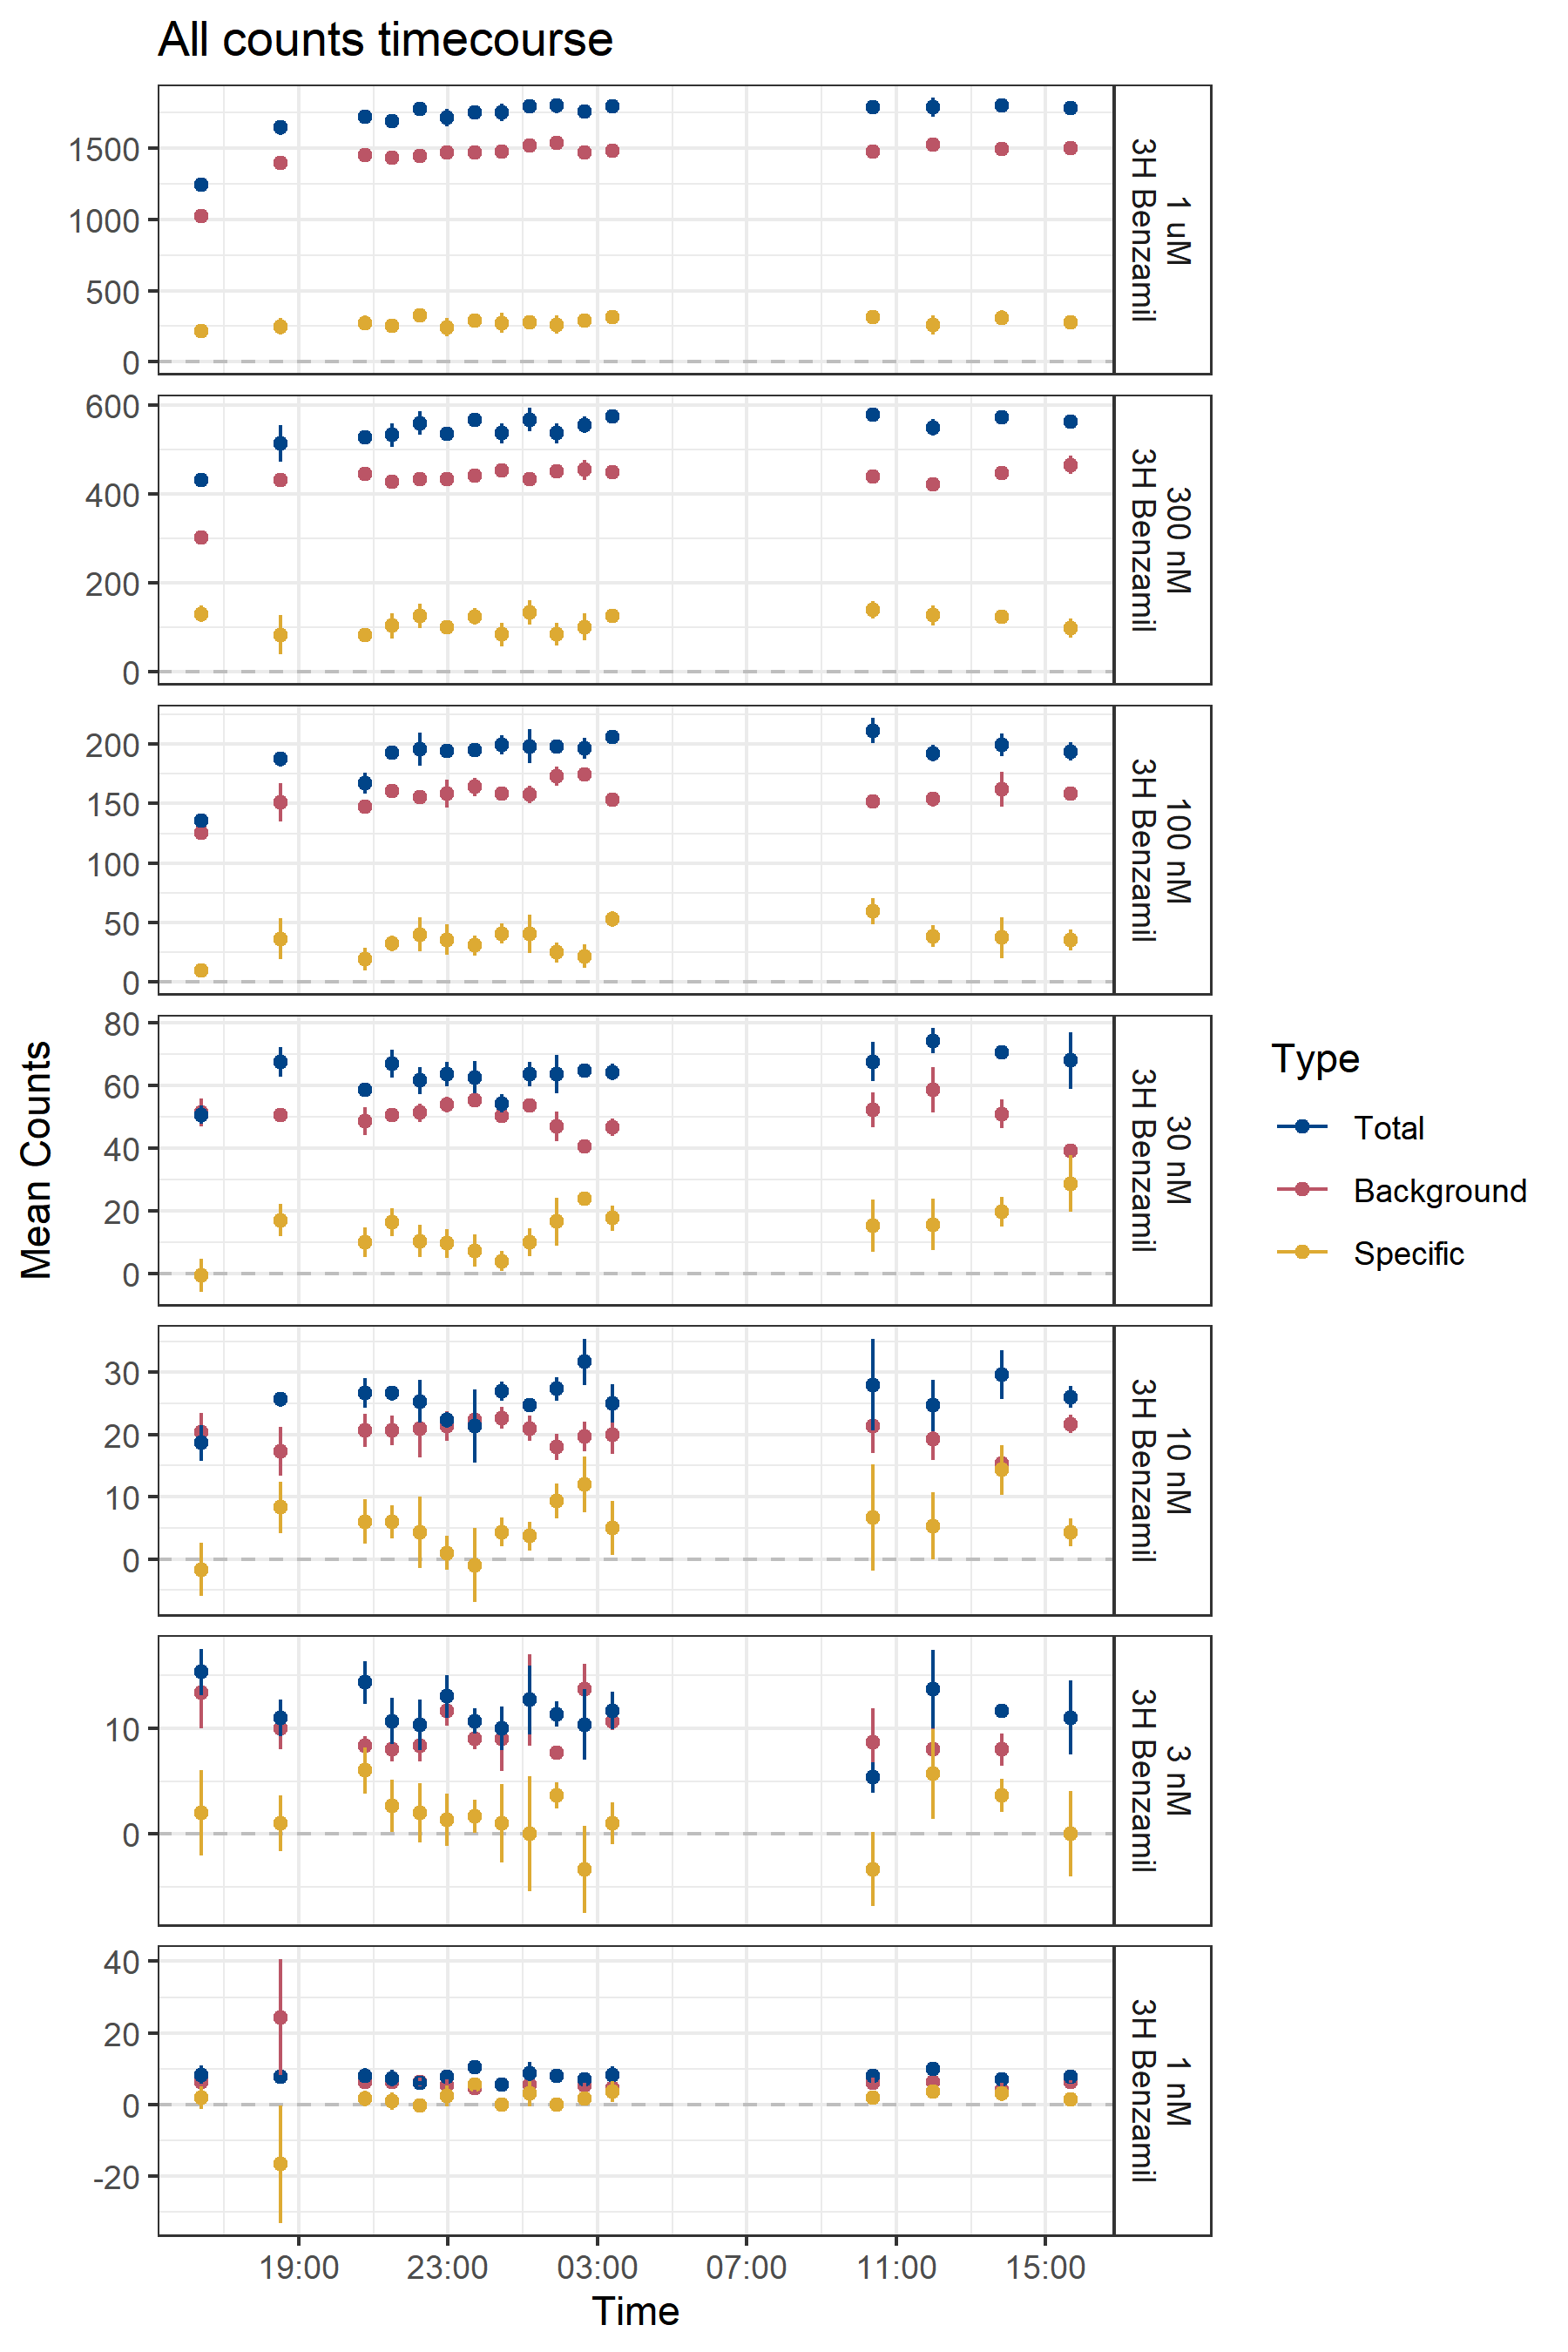 All counts timecourse
Mean Counts
1500
1000
500
0
1 uM
3H Benzamil
600
400
200
0
300 nM
3H Benzamil
200
150
100
50
0
100 nM
3H Benzamil
80
60
40
20
0
30 nM
3H Benzamil
30
20
10
0
10 nM
3H Benzamil
10
0
3 nM
3H Benzamil
40
20
0
-20
1 nM
3H Benzamil
19:00
23:00
03:00
07:00
11:00
15:00
Time
Type
Total
Background
Specific